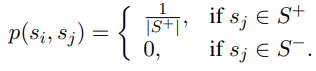 p(s_i, s_j) = { 1/|S^+|, if s_j ∈ S^+
0, if s_j ∈ S^-.